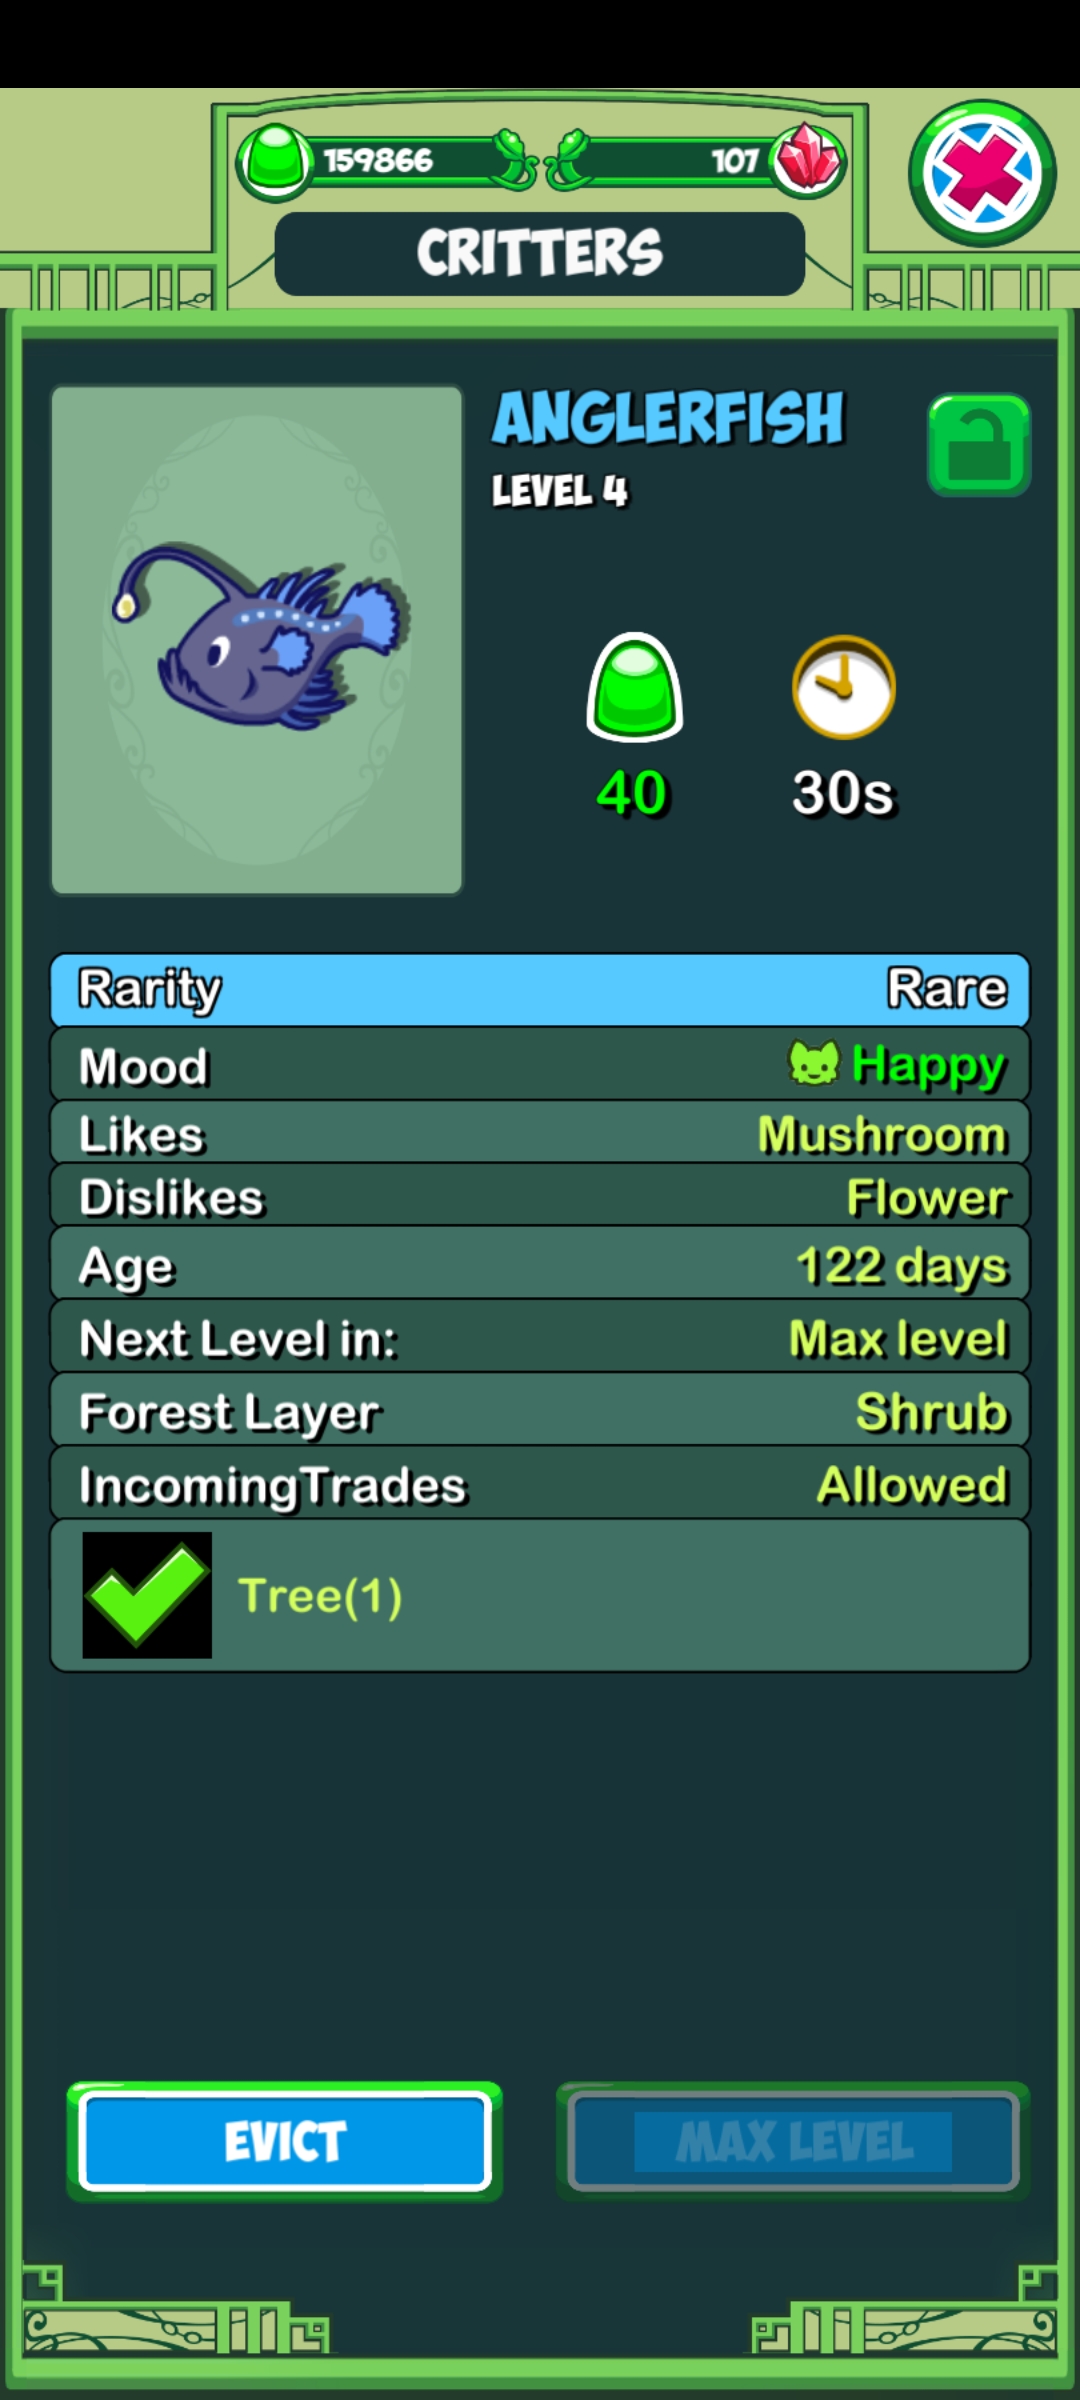 159866
107
CRITTERS
ANGLERFISH
LEVEL 4
40
30s
Rarity Rare
Mood Happy
Likes Mushroom
Dislikes Flower
Age 122 days
Next Level in: Max level
Forest Layer Shrub
IncomingTrades Allowed
Tree(1)
EVICT
MAX LEVEL